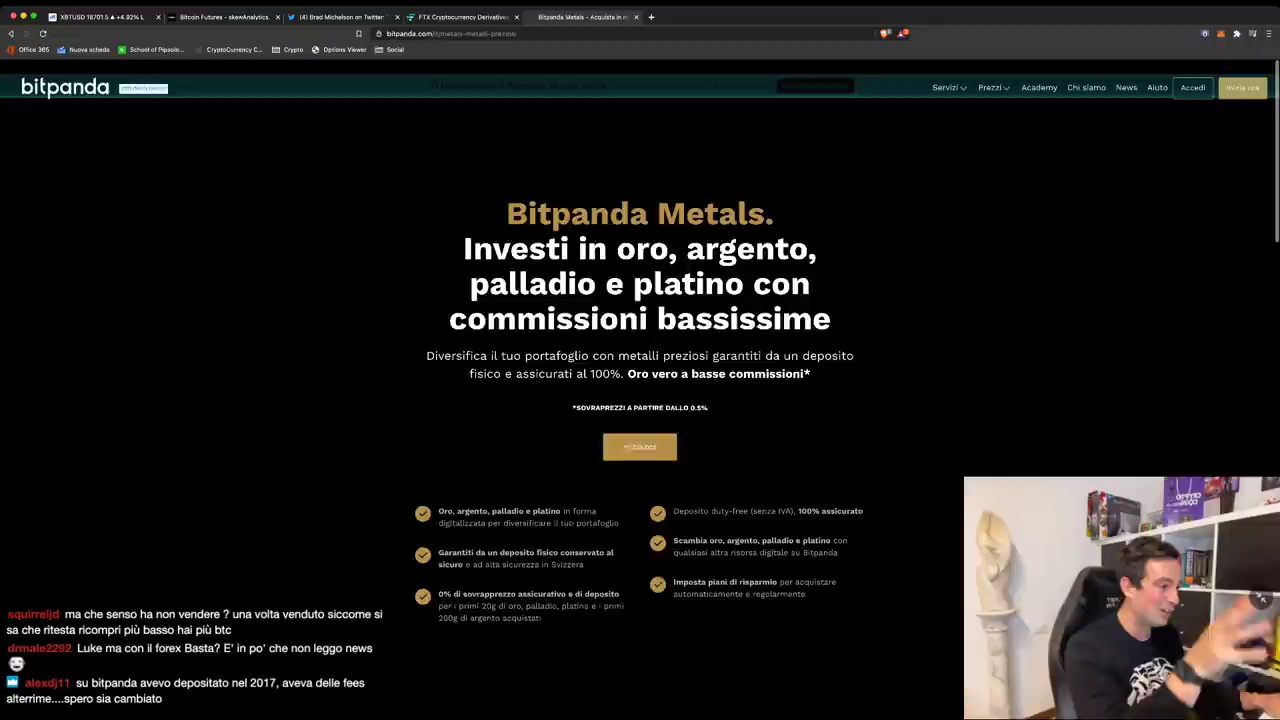 XBTUSD 18701.5 ▲ +4.92% L
Bitcoin Futures - skewAnalytics.
(4) Brad Michelson on Twitter:
FTX Cryptocurrency Derivatives
Bitpanda Metals - Acquista in m
bitpanda.com/it/metals-metalli-preziosi
Office 365
Nuova scheda
School of Pipsolo...
CryptoCurrency C...
Crypto
Options Viewer
Social
bitpanda
Servizi
Prezzi
Academy
Chi siamo
News
Aiuto
Accedi
Inizia ora
Bitpanda Metals.
Investi in oro, argento,
palladio e platino con
commissioni bassissime
Diversifica il tuo portafoglio con metalli preziosi garantiti da un deposito
fisico e assicurati al 100%. Oro vero a basse commissioni*
*SOVRAPREZZI A PARTIRE DALLO 0.5%
Oro, argento, palladio e platino in forma
digitalizzata per diversificare il tuo portafoglio
Garantiti da un deposito fisico conservato al
sicuro e ad alta sicurezza in Svizzera
0% di sovrapprezzo assicurativo e di deposito
per i primi 20g di oro, palladio, platino e i primi
200g di argento acquistati
Deposito duty-free (senza IVA), 100% assicurato
Scambia oro, argento, palladio e platino con
qualsiasi altra risorsa digitale su Bitpanda
Imposta piani di risparmio per acquistare
automaticamente e regolarmente
squirreljd ma che senso ha non vendere ? una volta venduto siccome si
sa che ritesta ricompri più basso hai più btc
drmale2292 Luke ma con il forex Basta? E' in po' che non leggo news
alexdj11 su bitpanda avevo depositato nel 2017, aveva delle fees
alterrime....spero sia cambiato